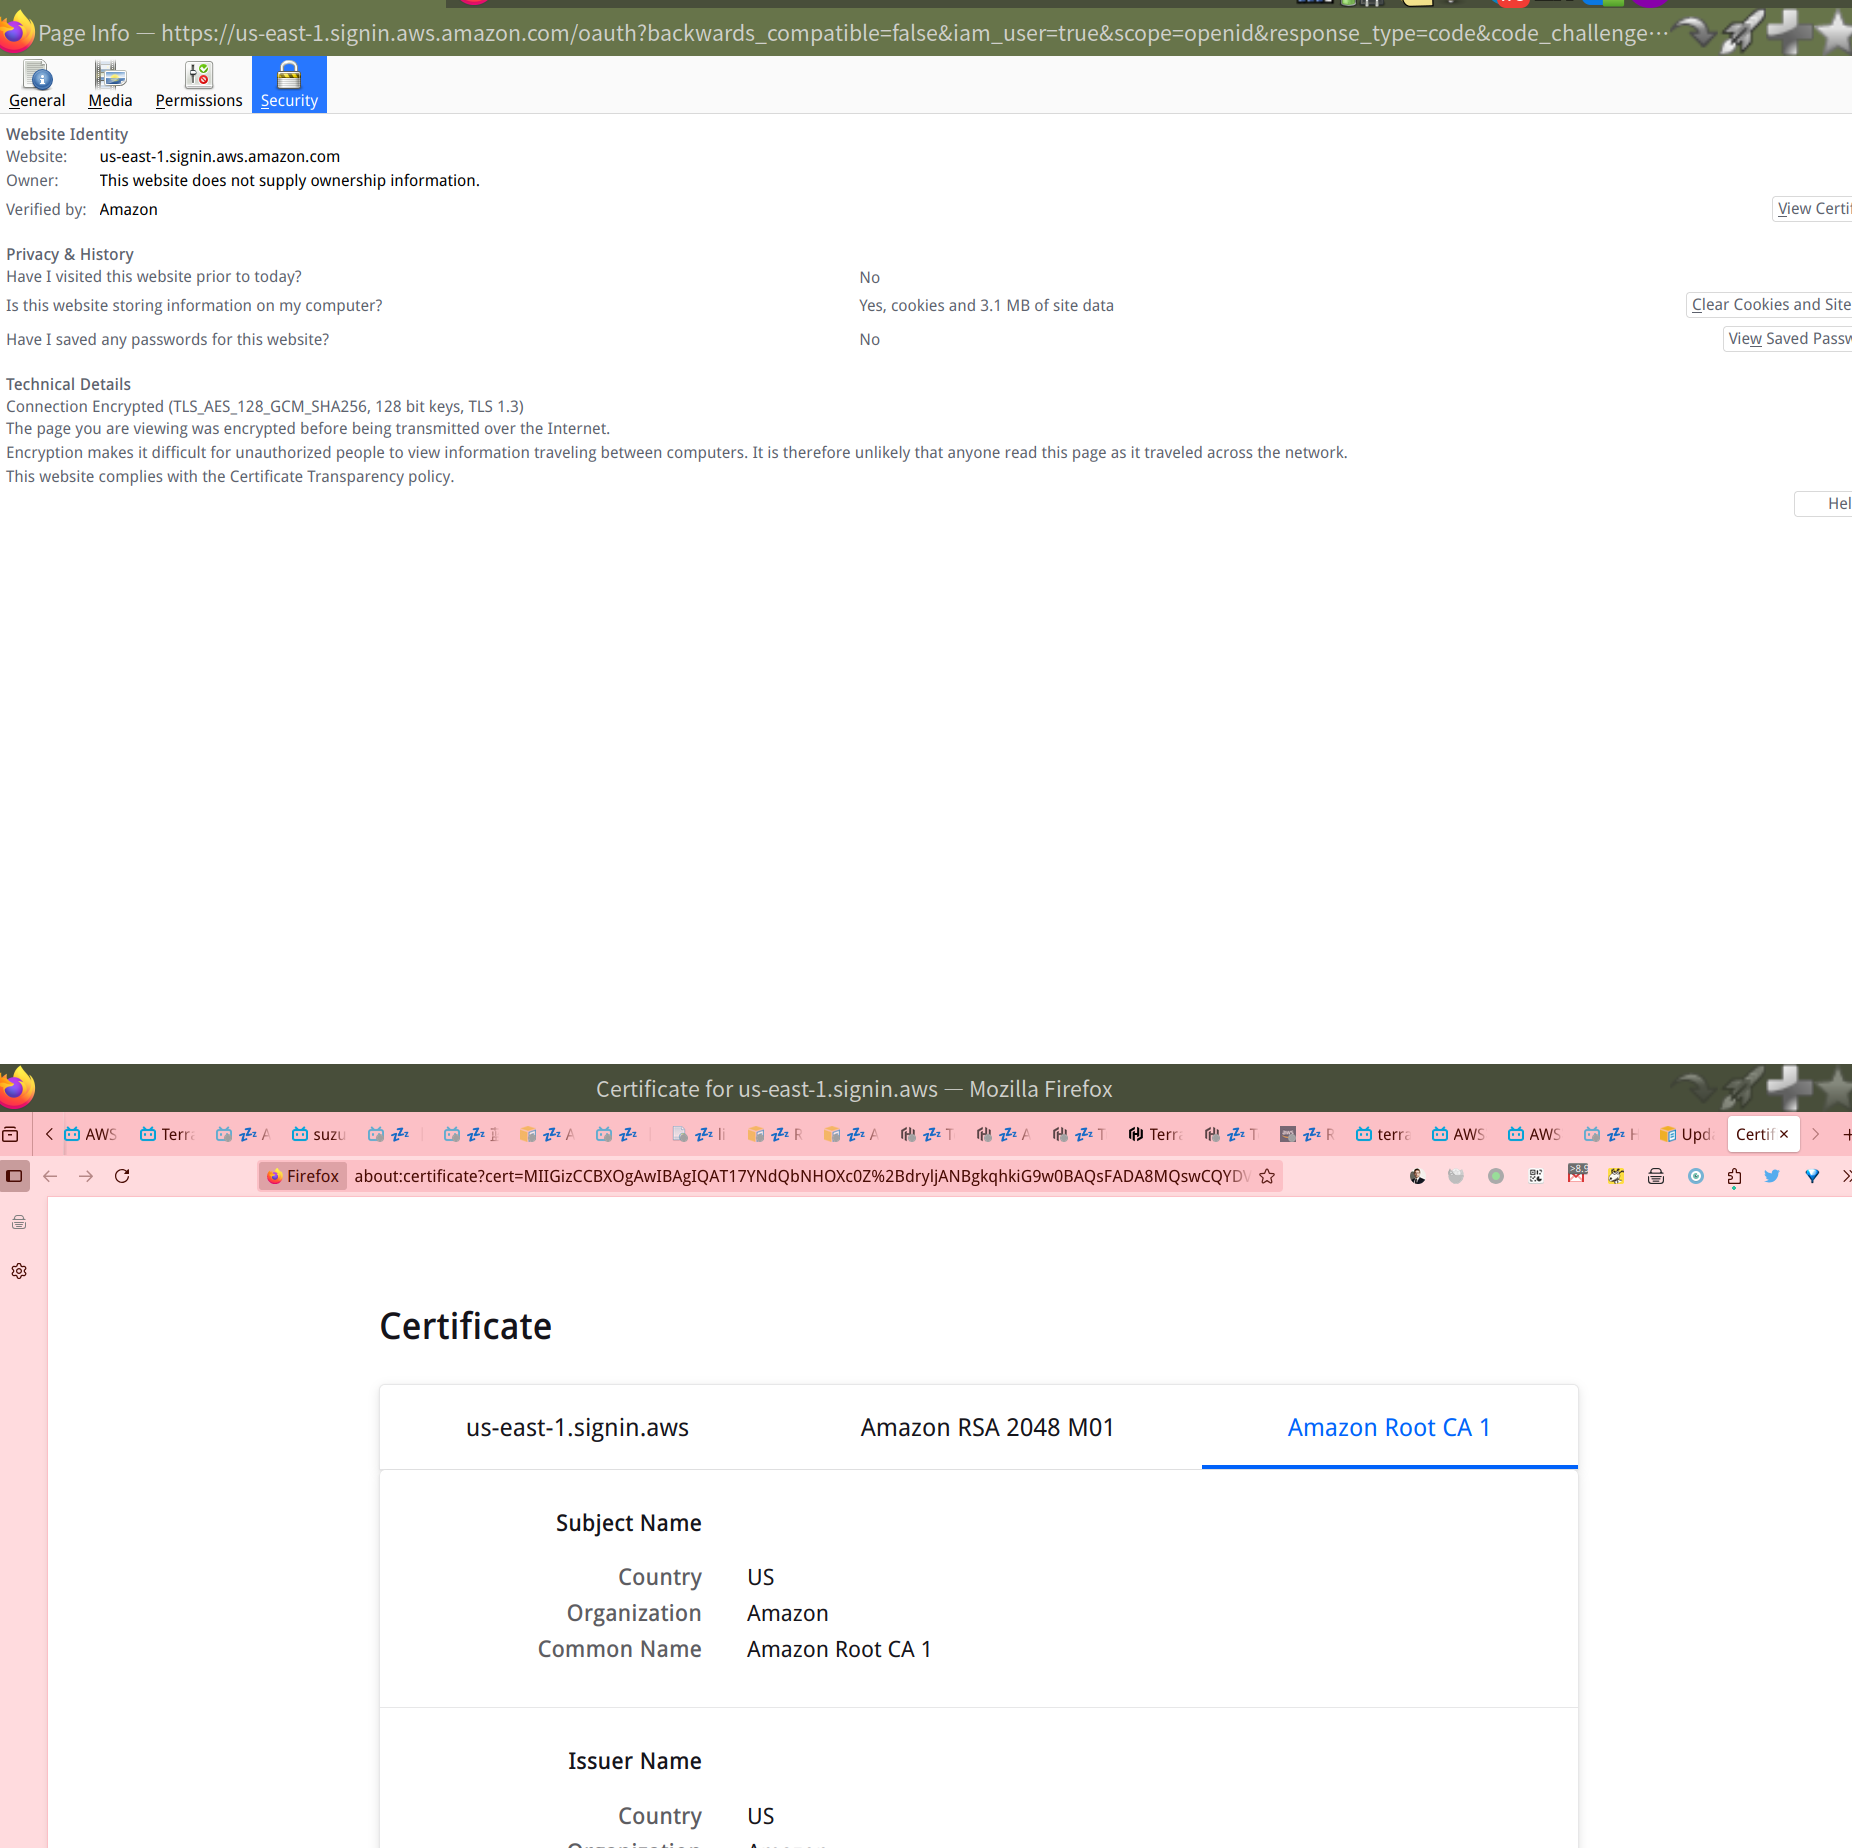 Page Info — https://us-east-1.signin.aws.amazon.com/oauth?backwards_compatible=false&iam_user=true&scope=openid&response_type=code&code_challenge…
General
Media
Permissions
Security
Website Identity
Website: us-east-1.signin.aws.amazon.com
Owner: This website does not supply ownership information.
Verified by: Amazon
View Certif
Privacy & History
Have I visited this website prior to today? No
Is this website storing information on my computer? Yes, cookies and 3.1 MB of site data
Clear Cookies and Site
Have I saved any passwords for this website? No
View Saved Passw
Technical Details
Connection Encrypted (TLS_AES_128_GCM_SHA256, 128 bit keys, TLS 1.3)
The page you are viewing was encrypted before being transmitted over the Internet.
Encryption makes it difficult for unauthorized people to view information traveling between computers. It is therefore unlikely that anyone read this page as it traveled across the network.
This website complies with the Certificate Transparency policy.
Hel
Certificate for us-east-1.signin.aws — Mozilla Firefox
AWS Terra suzu Terra terra AWS AWS Upd Certif
Firefox about:certificate?cert=MIIGizCCBXOgAwIBAgIQAT17YNdQbNHOXc0Z%2BdryljANBgkqhkiG9w0BAQsFADA8MQswCQYDV
Certificate
us-east-1.signin.aws
Amazon RSA 2048 M01
Amazon Root CA 1
Subject Name
Country US
Organization Amazon
Common Name Amazon Root CA 1
Issuer Name
Country US